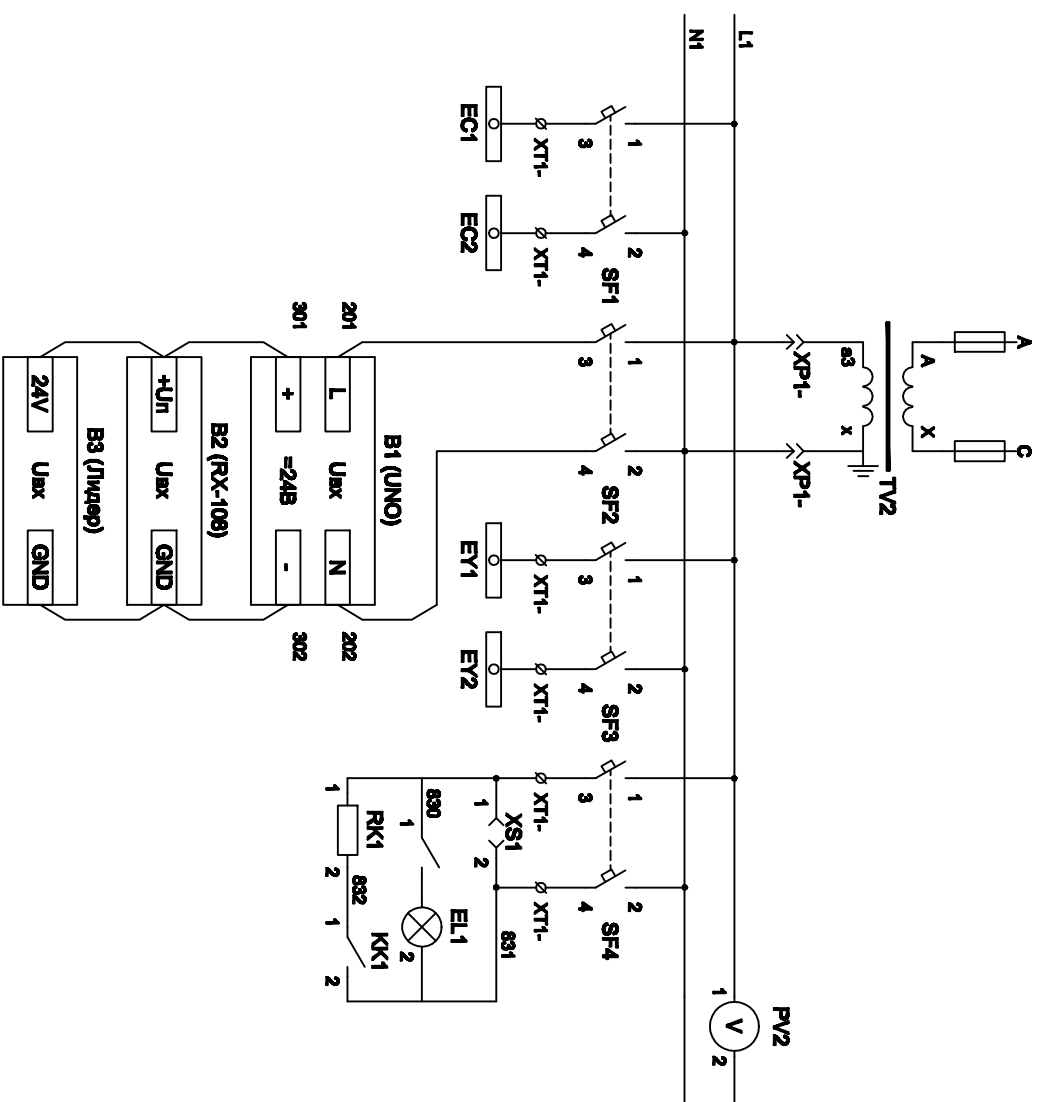 A
C
A
X
TV2
a3
x
XP1-
XP1-
PV2
L1
V
1
2
N1
1
2
1
2
1
2
1
2
SF1
SF2
SF3
SF4
3
4
3
4
3
4
3
4
XT1-
XT1-
XT1-
XT1-
XT1-
XT1-
XS1
831
1
2
EC1
EC2
EY1
EY2
EL1
830
1
2
B1 (UNO)
RK1
KK1
832
201
202
L
Uвх
N
1
2
1
2
301
302
+
=24В
-
B2 (RX-108)
+Uп
Uвх
GND
B3 (Лидер)
24V
Uвх
GND